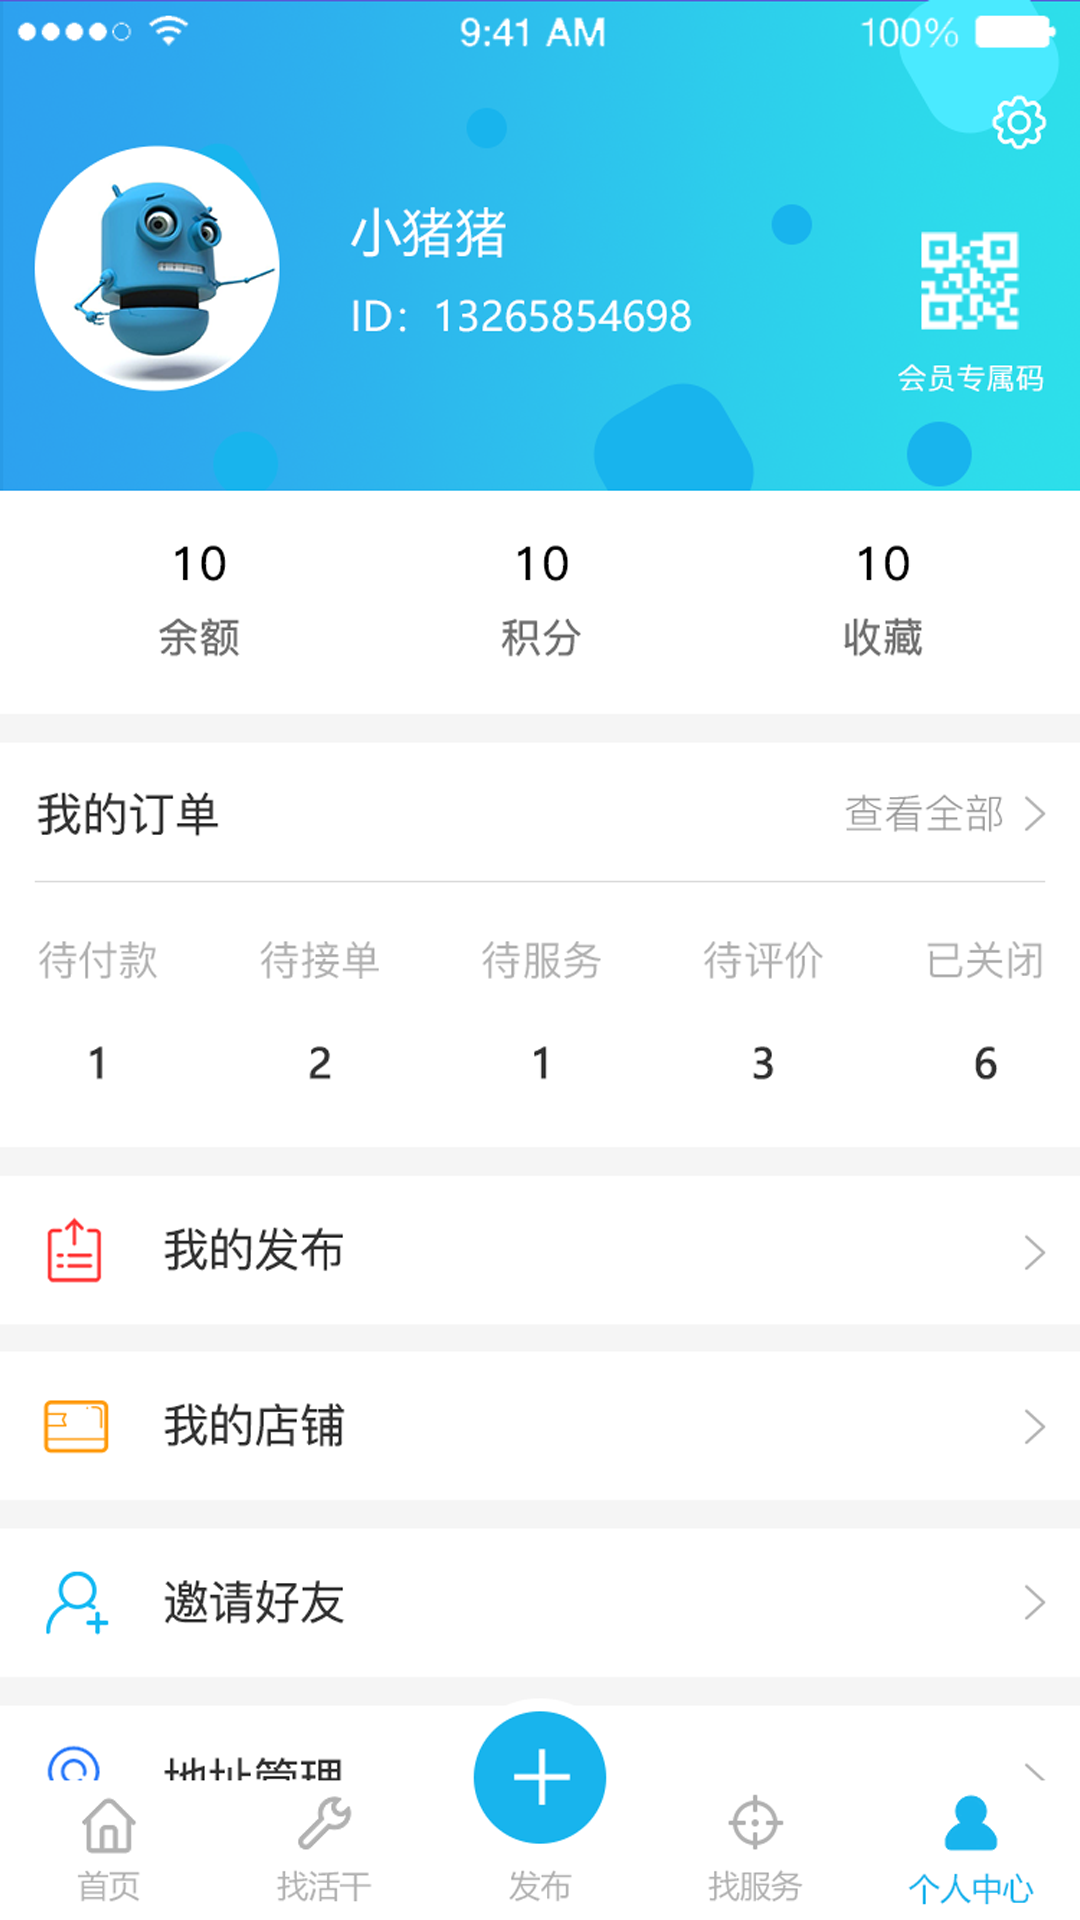 9:41 AM 100%
小猪猪
ID：13265854698
会员专属码
10 10 10
余额 积分 收藏
我的订单 查看全部
待付款 待接单 待服务 待评价 已关闭
1 2 1 3 6
我的发布
我的店铺
邀请好友
地址管理
首页 找活干 发布 找服务 个人中心